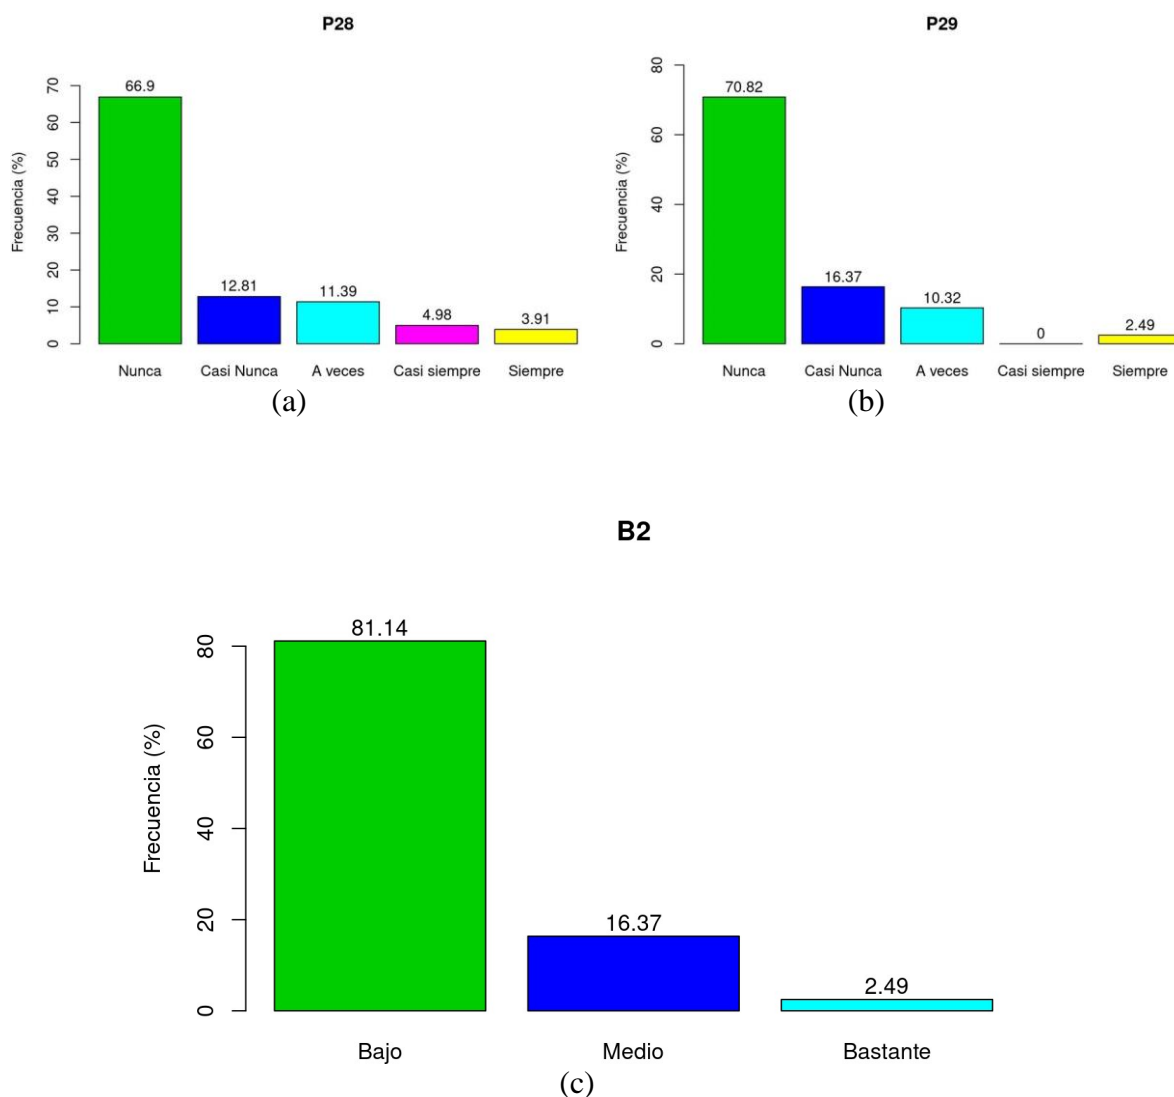 P28
Frecuencia (%)
70
60
50
40
30
20
10
0
66.9
12.81
11.39
4.98
3.91
Nunca Casi Nunca A veces Casi siempre Siempre
(a)
P29
Frecuencia (%)
80
60
40
20
0
70.82
16.37
10.32
0
2.49
Nunca Casi Nunca A veces Casi siempre Siempre
(b)
B2
Frecuencia (%)
80
60
40
20
0
81.14
16.37
2.49
Bajo Medio Bastante
(c)